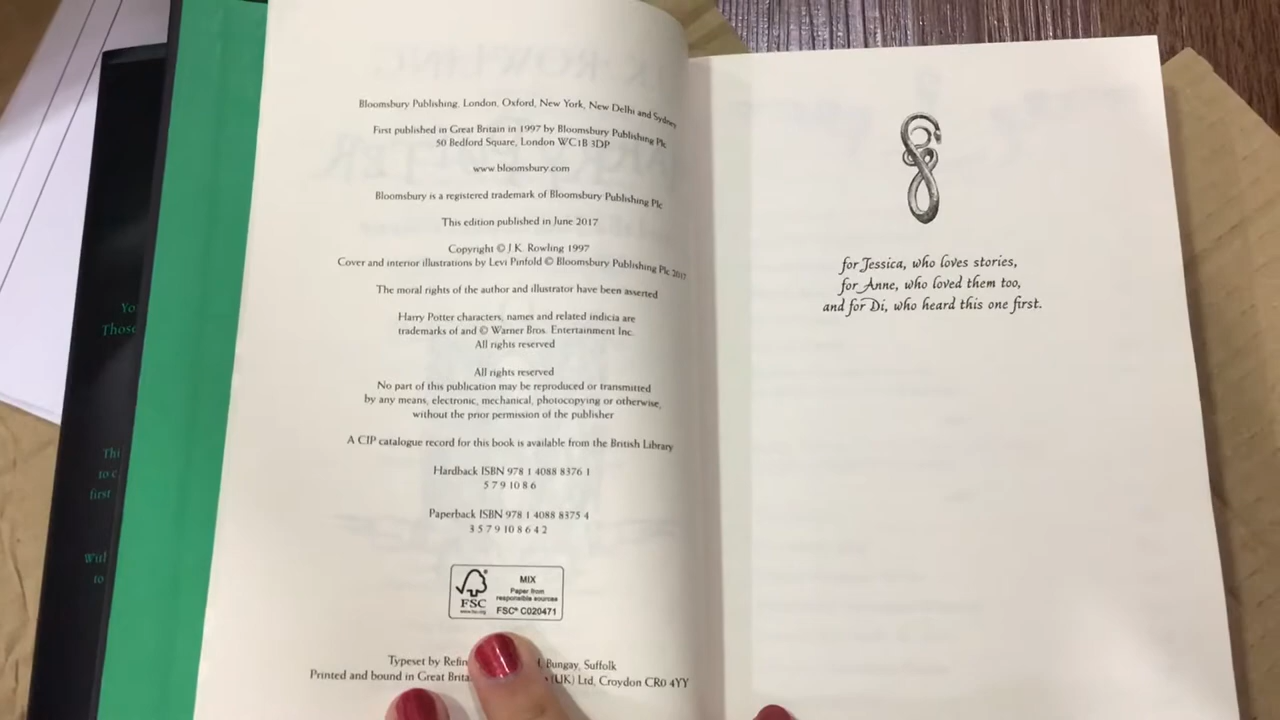 Bloomsbury Publishing, London, Oxford, New York, New Delhi and Sydney
First published in Great Britain in 1997 by Bloomsbury Publishing Plc
50 Bedford Square, London WC1B 3DP
www.bloomsbury.com
Bloomsbury is a registered trademark of Bloomsbury Publishing Plc
This edition published in June 2017
Copyright © J.K. Rowling 1997
Cover and interior illustrations by Levi Pinfold © Bloomsbury Publishing Plc 2017
The moral rights of the author and illustrator have been asserted
Harry Potter characters, names and related indicia are
trademarks of and © Warner Bros. Entertainment Inc.
All rights reserved
All rights reserved
No part of this publication may be reproduced or transmitted
by any means, electronic, mechanical, photocopying or otherwise,
without the prior permission of the publisher
A CIP catalogue record for this book is available from the British Library
Hardback ISBN 978 1 4088 8376 1
5 7 9 10 8 6
Paperback ISBN 978 1 4088 8375 4
3 5 7 9 10 8 6 4 2
FSC
www.fsc.org
MIX
Paper from
responsible sources
FSC® C020471
Typeset by Bungay, Suffolk
Printed and bound in Great (UK) Ltd, Croydon CR0 4YY
for Jessica, who loves stories,
for Anne, who loved them too,
and for Di, who heard this one first.
first
to